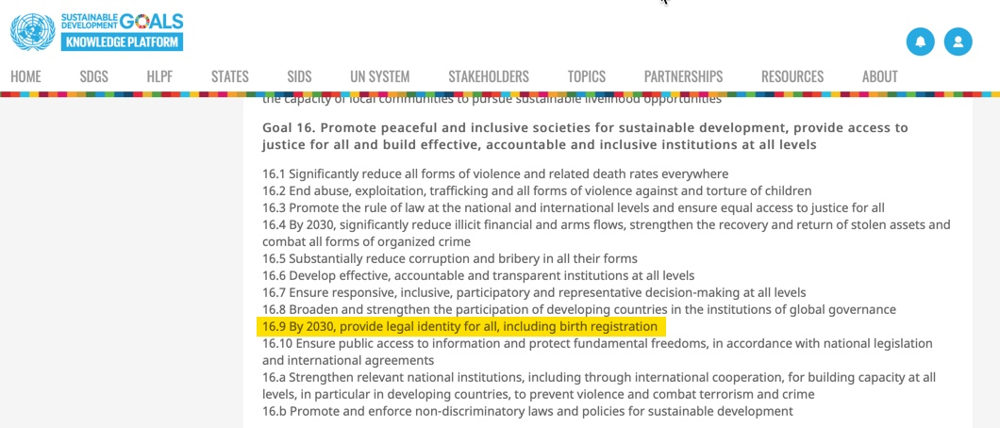 SUSTAINABLE
DEVELOPMENT GOALS
KNOWLEDGE PLATFORM
HOME SDGS HLPF STATES SIDS UN SYSTEM STAKEHOLDERS TOPICS PARTNERSHIPS RESOURCES ABOUT
the capacity of local communities to pursue sustainable livelihood opportunities
Goal 16. Promote peaceful and inclusive societies for sustainable development, provide access to
justice for all and build effective, accountable and inclusive institutions at all levels
16.1 Significantly reduce all forms of violence and related death rates everywhere
16.2 End abuse, exploitation, trafficking and all forms of violence against and torture of children
16.3 Promote the rule of law at the national and international levels and ensure equal access to justice for all
16.4 By 2030, significantly reduce illicit financial and arms flows, strengthen the recovery and return of stolen assets and
combat all forms of organized crime
16.5 Substantially reduce corruption and bribery in all their forms
16.6 Develop effective, accountable and transparent institutions at all levels
16.7 Ensure responsive, inclusive, participatory and representative decision-making at all levels
16.8 Broaden and strengthen the participation of developing countries in the institutions of global governance
16.9 By 2030, provide legal identity for all, including birth registration
16.10 Ensure public access to information and protect fundamental freedoms, in accordance with national legislation
and international agreements
16.a Strengthen relevant national institutions, including through international cooperation, for building capacity at all
levels, in particular in developing countries, to prevent violence and combat terrorism and crime
16.b Promote and enforce non-discriminatory laws and policies for sustainable development